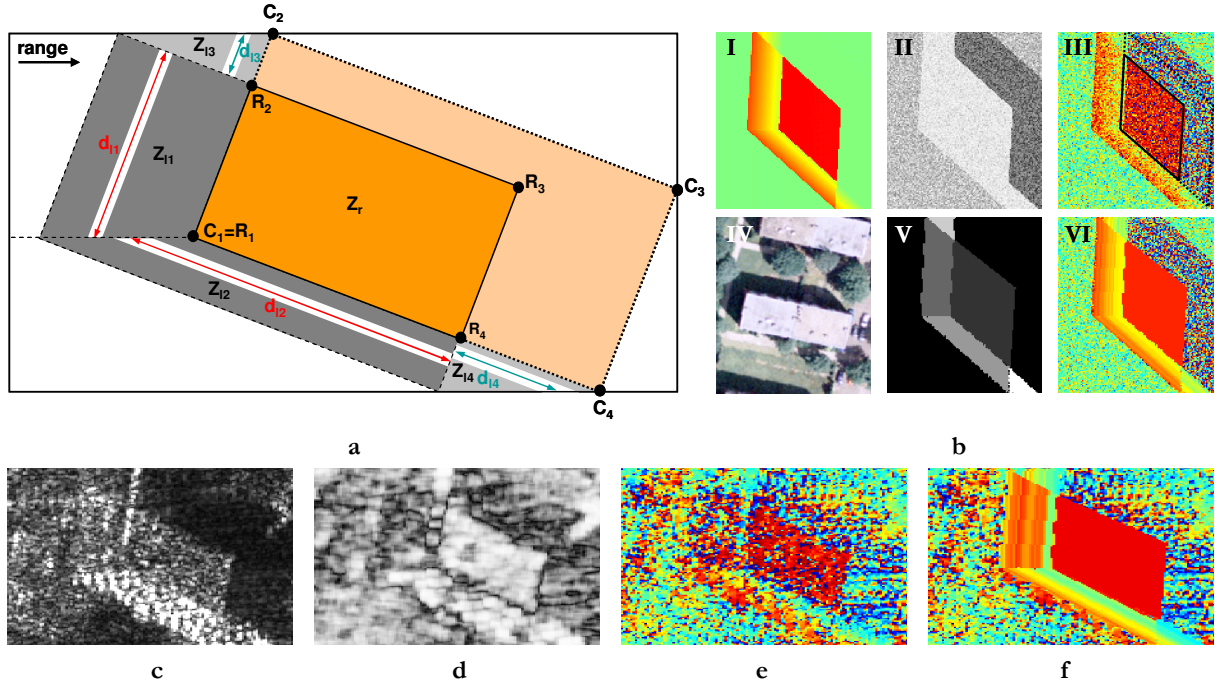 C2
range
Zl3
dl3
I
II
III
R2
dl1
Zl1
R3
C3
Zr
C1=R1
IV
V
VI
Zl2
dl2
R4
Zl4
dl4
C4
a
b
c
d
e
f